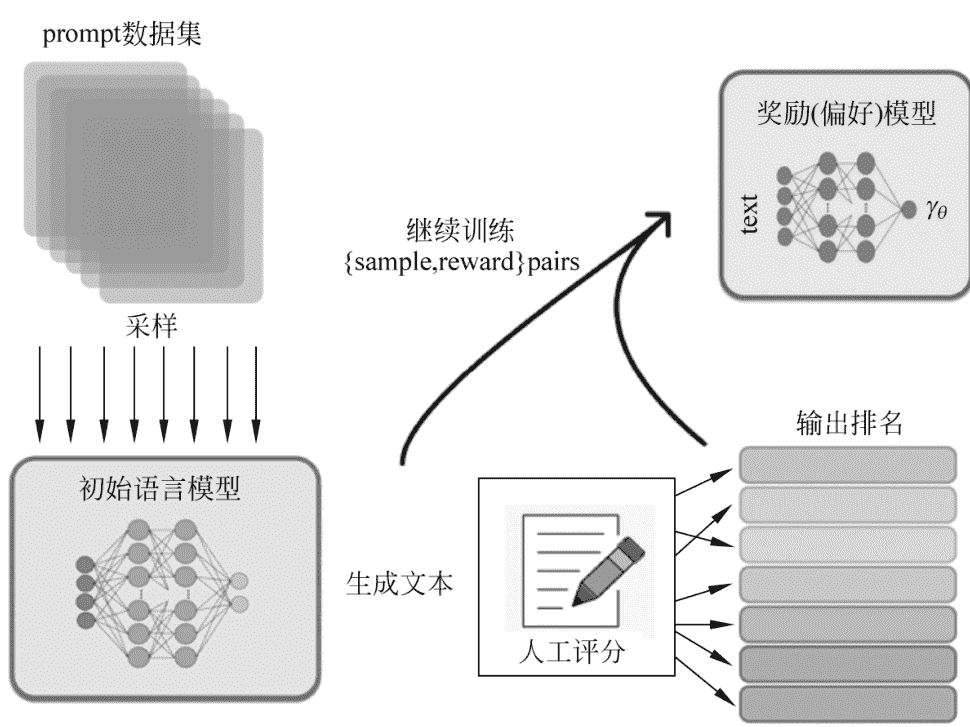 prompt数据集
采样
初始语言模型
继续训练
{sample,reward}pairs
生成文本
人工评分
奖励(偏好)模型
text
γθ
输出排名